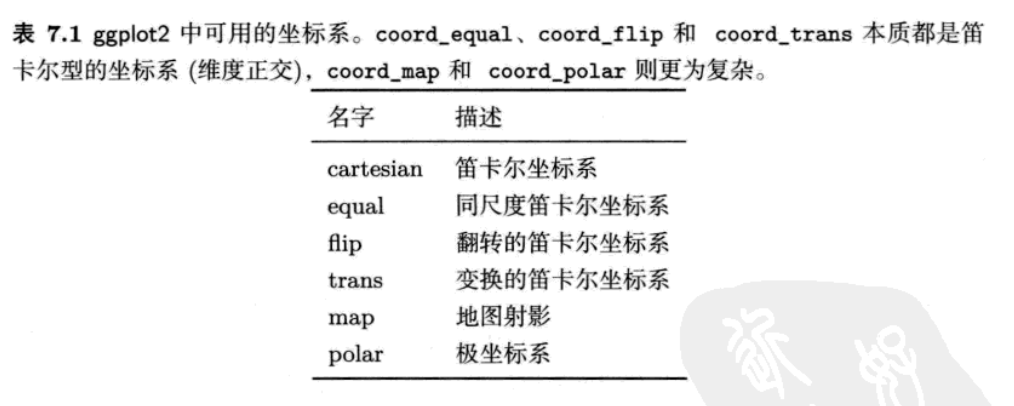 表 7.1 ggplot2 中可用的坐标系。coord_equal、coord_flip 和 coord_trans 本质都是笛
卡尔型的坐标系 (维度正交)，coord_map 和 coord_polar 则更为复杂。
名字 描述
cartesian 笛卡尔坐标系
equal 同尺度笛卡尔坐标系
flip 翻转的笛卡尔坐标系
trans 变换的笛卡尔坐标系
map 地图射影
polar 极坐标系